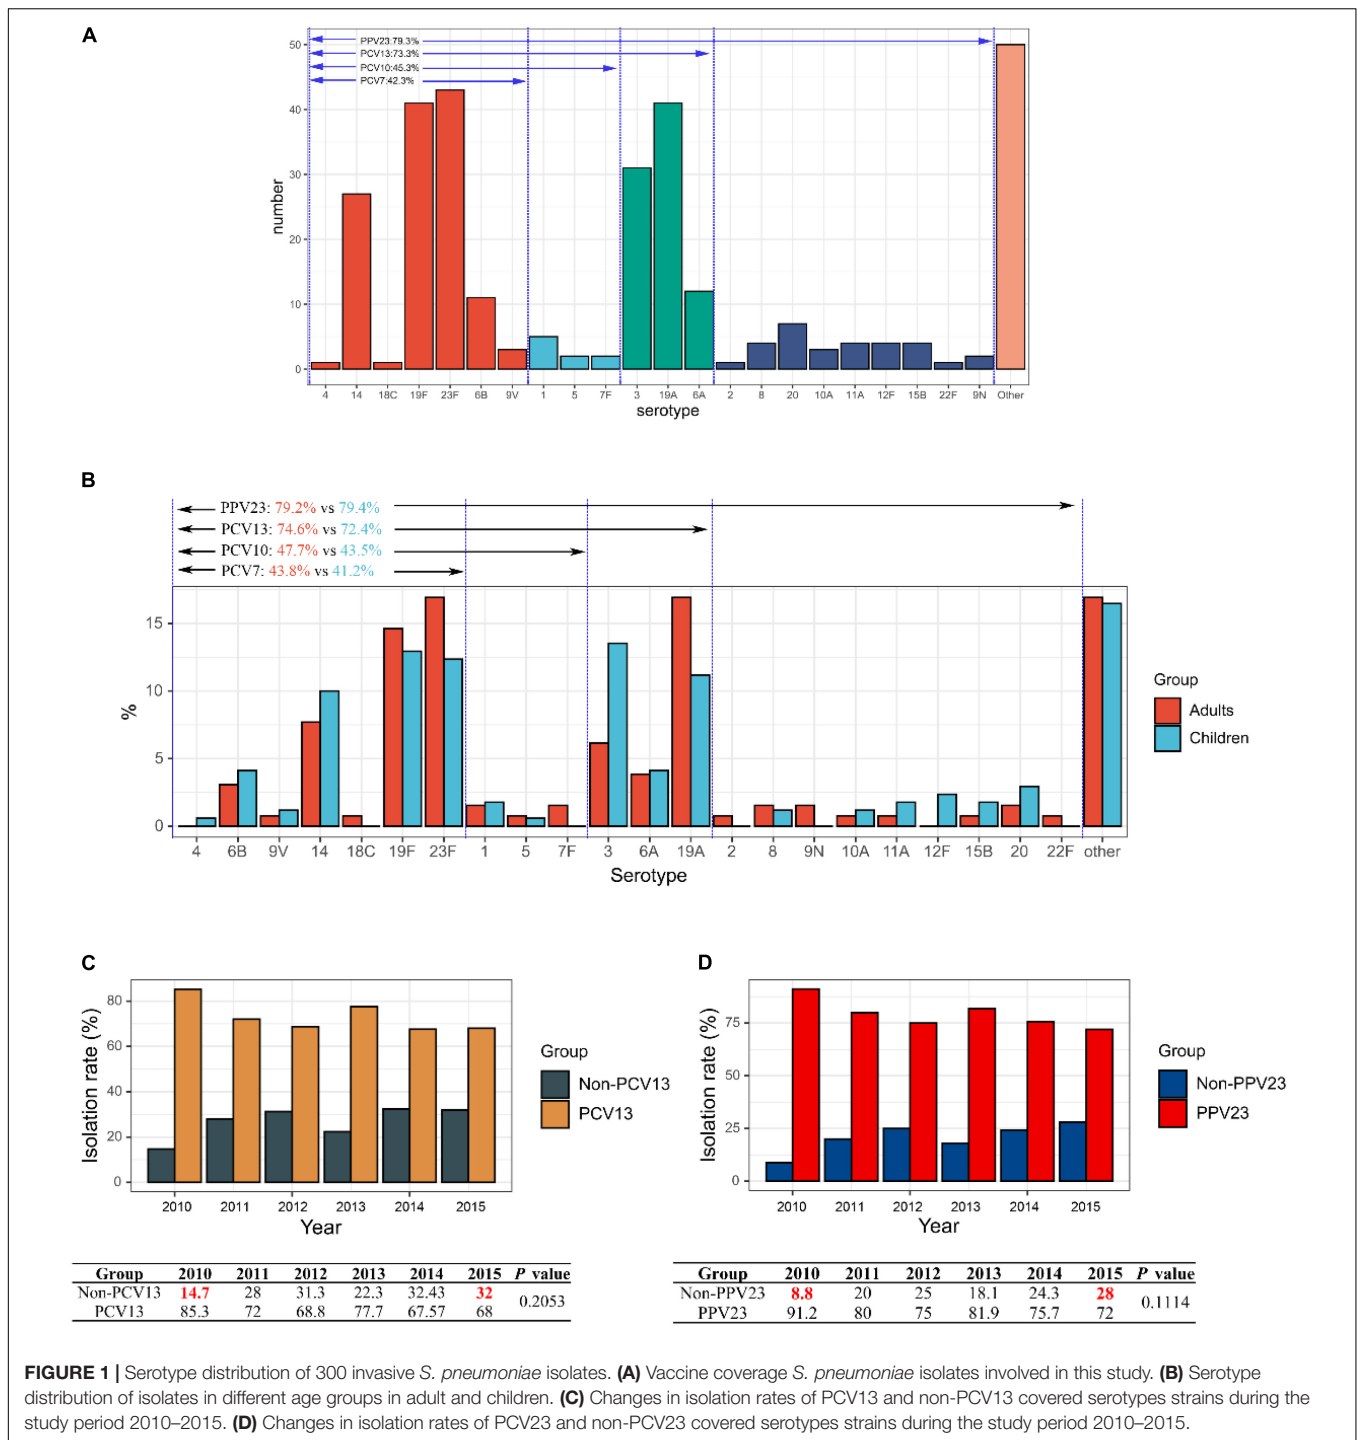 A
PPV23:79.3%
PCV13:73.3%
PCV10:45.3%
PCV7:42.3%
50
40
30
20
10
0
number
4 14 18C 19F 23F 6B 9V 1 5 7F 3 19A 6A 2 8 20 10A 11A 12F 15B 22F 9N Other
serotype
B
PPV23: 79.2% vs 79.4%
PCV13: 74.6% vs 72.4%
PCV10: 47.7% vs 43.5%
PCV7: 43.8% vs 41.2%
15
10
5
0
%
4 6B 9V 14 18C 19F 23F 1 5 7F 3 6A 19A 2 8 9N 10A 11A 12F 15B 20 22F other
Serotype
Group
Adults
Children
C
80
60
40
20
0
Isolation rate (%)
2010 2011 2012 2013 2014 2015
Year
Group
Non-PCV13
PCV13
Group 2010 2011 2012 2013 2014 2015 P value
Non-PCV13 14.7 28 31.3 22.3 32.43 32 0.2053
PCV13 85.3 72 68.8 77.7 67.57 68
D
75
50
25
0
Isolation rate (%)
2010 2011 2012 2013 2014 2015
Year
Group
Non-PPV23
PPV23
Group 2010 2011 2012 2013 2014 2015 P value
Non-PPV23 8.8 20 25 18.1 24.3 28 0.1114
PPV23 91.2 80 75 81.9 75.7 72
FIGURE 1 | Serotype distribution of 300 invasive S. pneumoniae isolates. (A) Vaccine coverage S. pneumoniae isolates involved in this study. (B) Serotype
distribution of isolates in different age groups in adult and children. (C) Changes in isolation rates of PCV13 and non-PCV13 covered serotypes strains during the
study period 2010–2015. (D) Changes in isolation rates of PCV23 and non-PCV23 covered serotypes strains during the study period 2010–2015.